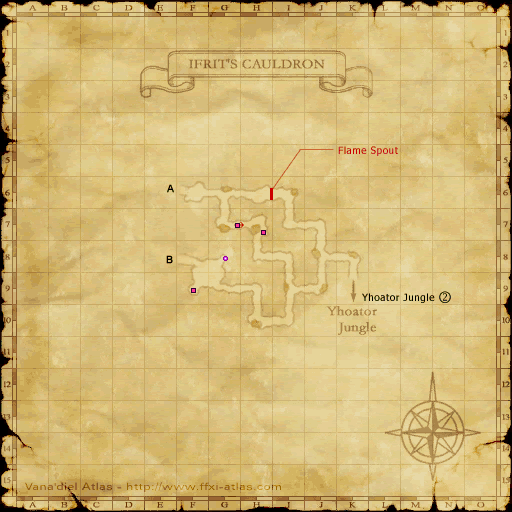 A B C D E F G H I J K L M N O
IFRIT'S CAULDRON
Flame Spout
A
B
Yhoator Jungle ②
Yhoator
Jungle
1
2
3
4
5
6
7
8
9
10
11
12
13
14
15
Vana'diel Atlas - http://www.ffxi-atlas.com
A B C D E F G H I J K L M N O